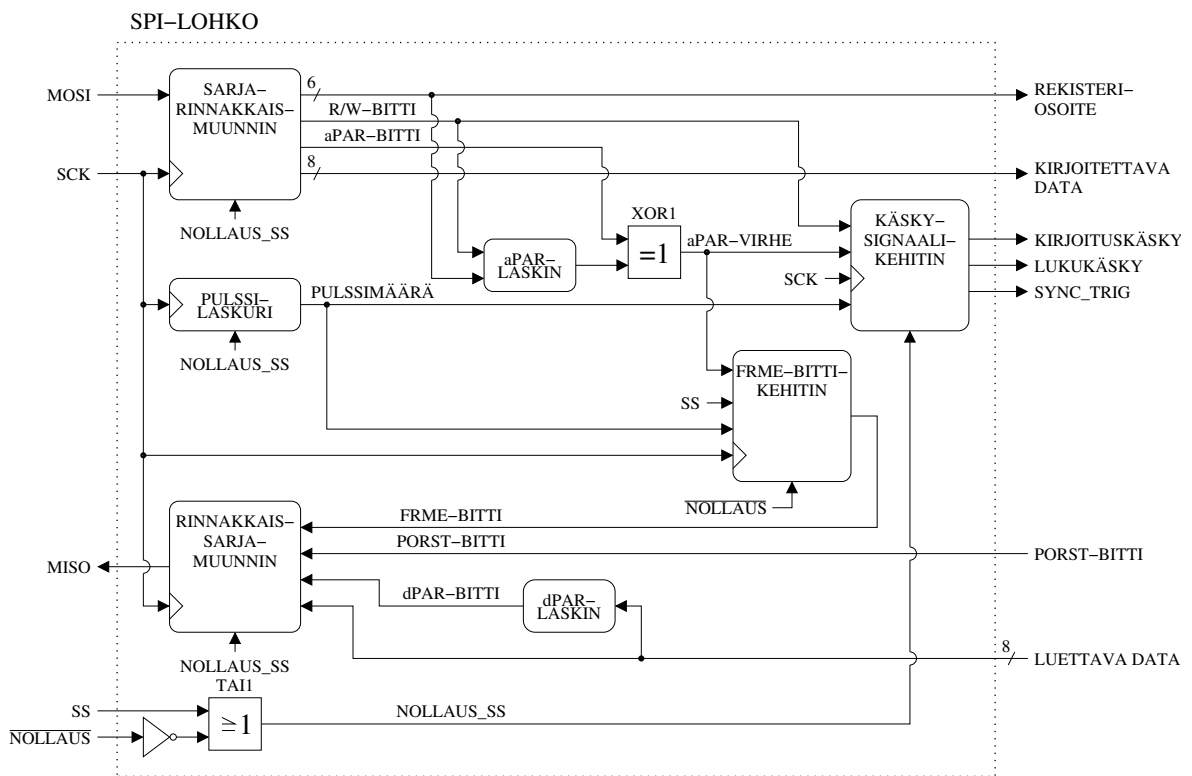 SPI−LOHKO
MOSI
SCK
SARJA−
RINNAKKAIS−
MUUNNIN
NOLLAUS_SS
6
R/W−BITTI
aPAR−BITTI
8
REKISTERI−
OSOITE
KIRJOITETTAVA
DATA
XOR1
=1
aPAR−VIRHE
aPAR−
LASKIN
KÄSKY−
SIGNAALI−
KEHITIN
SCK
KIRJOITUSKÄSKY
LUKUKÄSKY
SYNC_TRIG
PULSSI−
LASKURI
PULSSIMÄÄRÄ
NOLLAUS_SS
FRME−BITTI−
KEHITIN
SS
NOLLAUS
RINNAKKAIS−
SARJA−
MUUNNIN
MISO
FRME−BITTI
PORST−BITTI
PORST−BITTI
dPAR−BITTI
dPAR−
LASKIN
8
LUETTAVA DATA
NOLLAUS_SS
TAI1
≥1
SS
NOLLAUS
NOLLAUS_SS